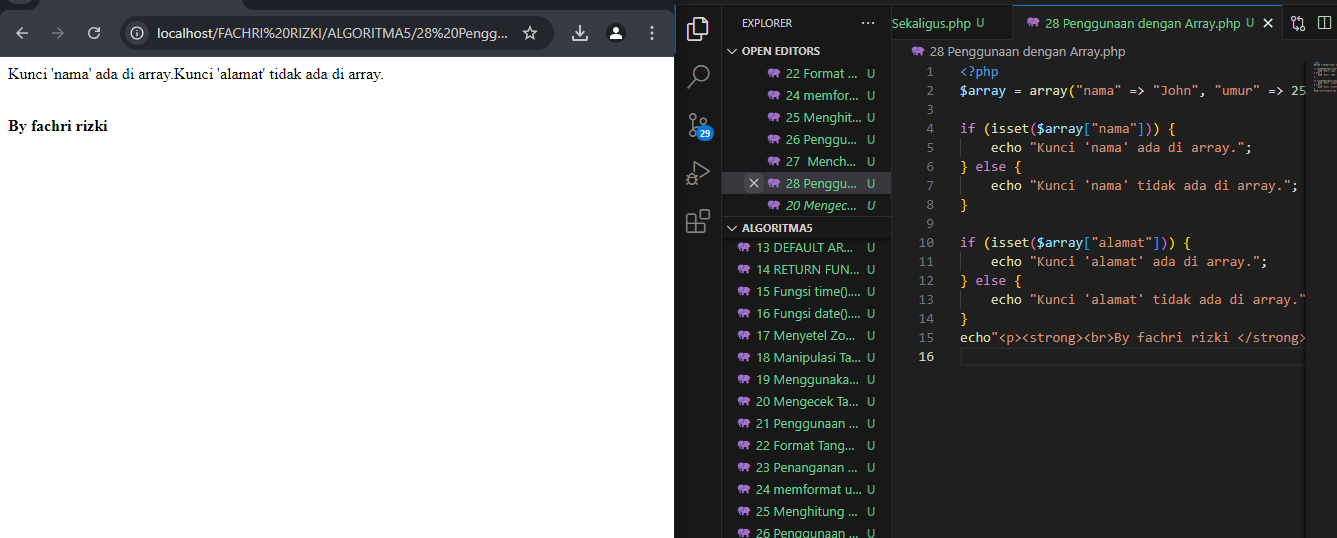 localhost/FACHRI%20RIZKI/ALGORITMA5/28%20Pengg...
Kunci 'nama' ada di array.Kunci 'alamat' tidak ada di array.
By fachri rizki
EXPLORER
OPEN EDITORS
22 Format ... U
24 memfor... U
25 Menghit... U
26 Penggu... U
27 Mench... U
28 Penggu... U
20 Mengec... U
29
ALGORITMA5
13 DEFAULT AR... U
14 RETURN FUN... U
15 Fungsi time().... U
16 Fungsi date().... U
17 Menyetel Zo... U
18 Manipulasi Ta... U
19 Menggunaka... U
20 Mengecek Ta... U
21 Penggunaan ... U
22 Format Tang... U
23 Penanganan ... U
24 memformat u... U
25 Menghitung ... U
26 Penggunaan ... U
Sekaligus.php U
28 Penggunaan dengan Array.php U
28 Penggunaan dengan Array.php
1 <?php
2 $array = array("nama" => "John", "umur" => 25
3
4 if (isset($array["nama"])) {
5 echo "Kunci 'nama' ada di array.";
6 } else {
7 echo "Kunci 'nama' tidak ada di array.";
8 }
9
10 if (isset($array["alamat"])) {
11 echo "Kunci 'alamat' ada di array.";
12 } else {
13 echo "Kunci 'alamat' tidak ada di array."
14 }
15 echo"<p><strong><br>By fachri rizki </strong>
16